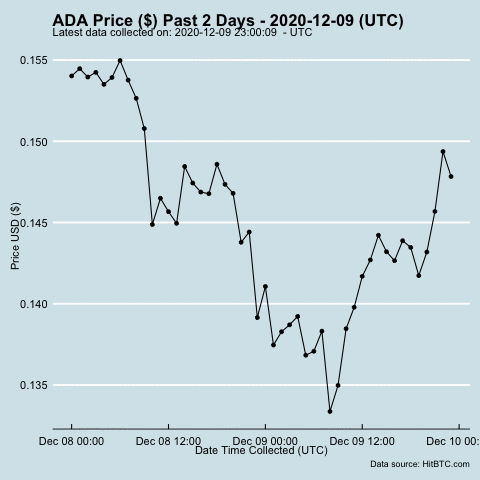 ADA Price ($) Past 2 Days - 2020-12-09 (UTC)
Latest data collected on: 2020-12-09 23:00:09 - UTC
0.155
0.150
0.145
0.140
0.135
Price USD ($)
Dec 08 00:00 Dec 08 12:00 Dec 09 00:00 Dec 09 12:00 Dec 10 00:
Date Time Collected (UTC)
Data source: HitBTC.com